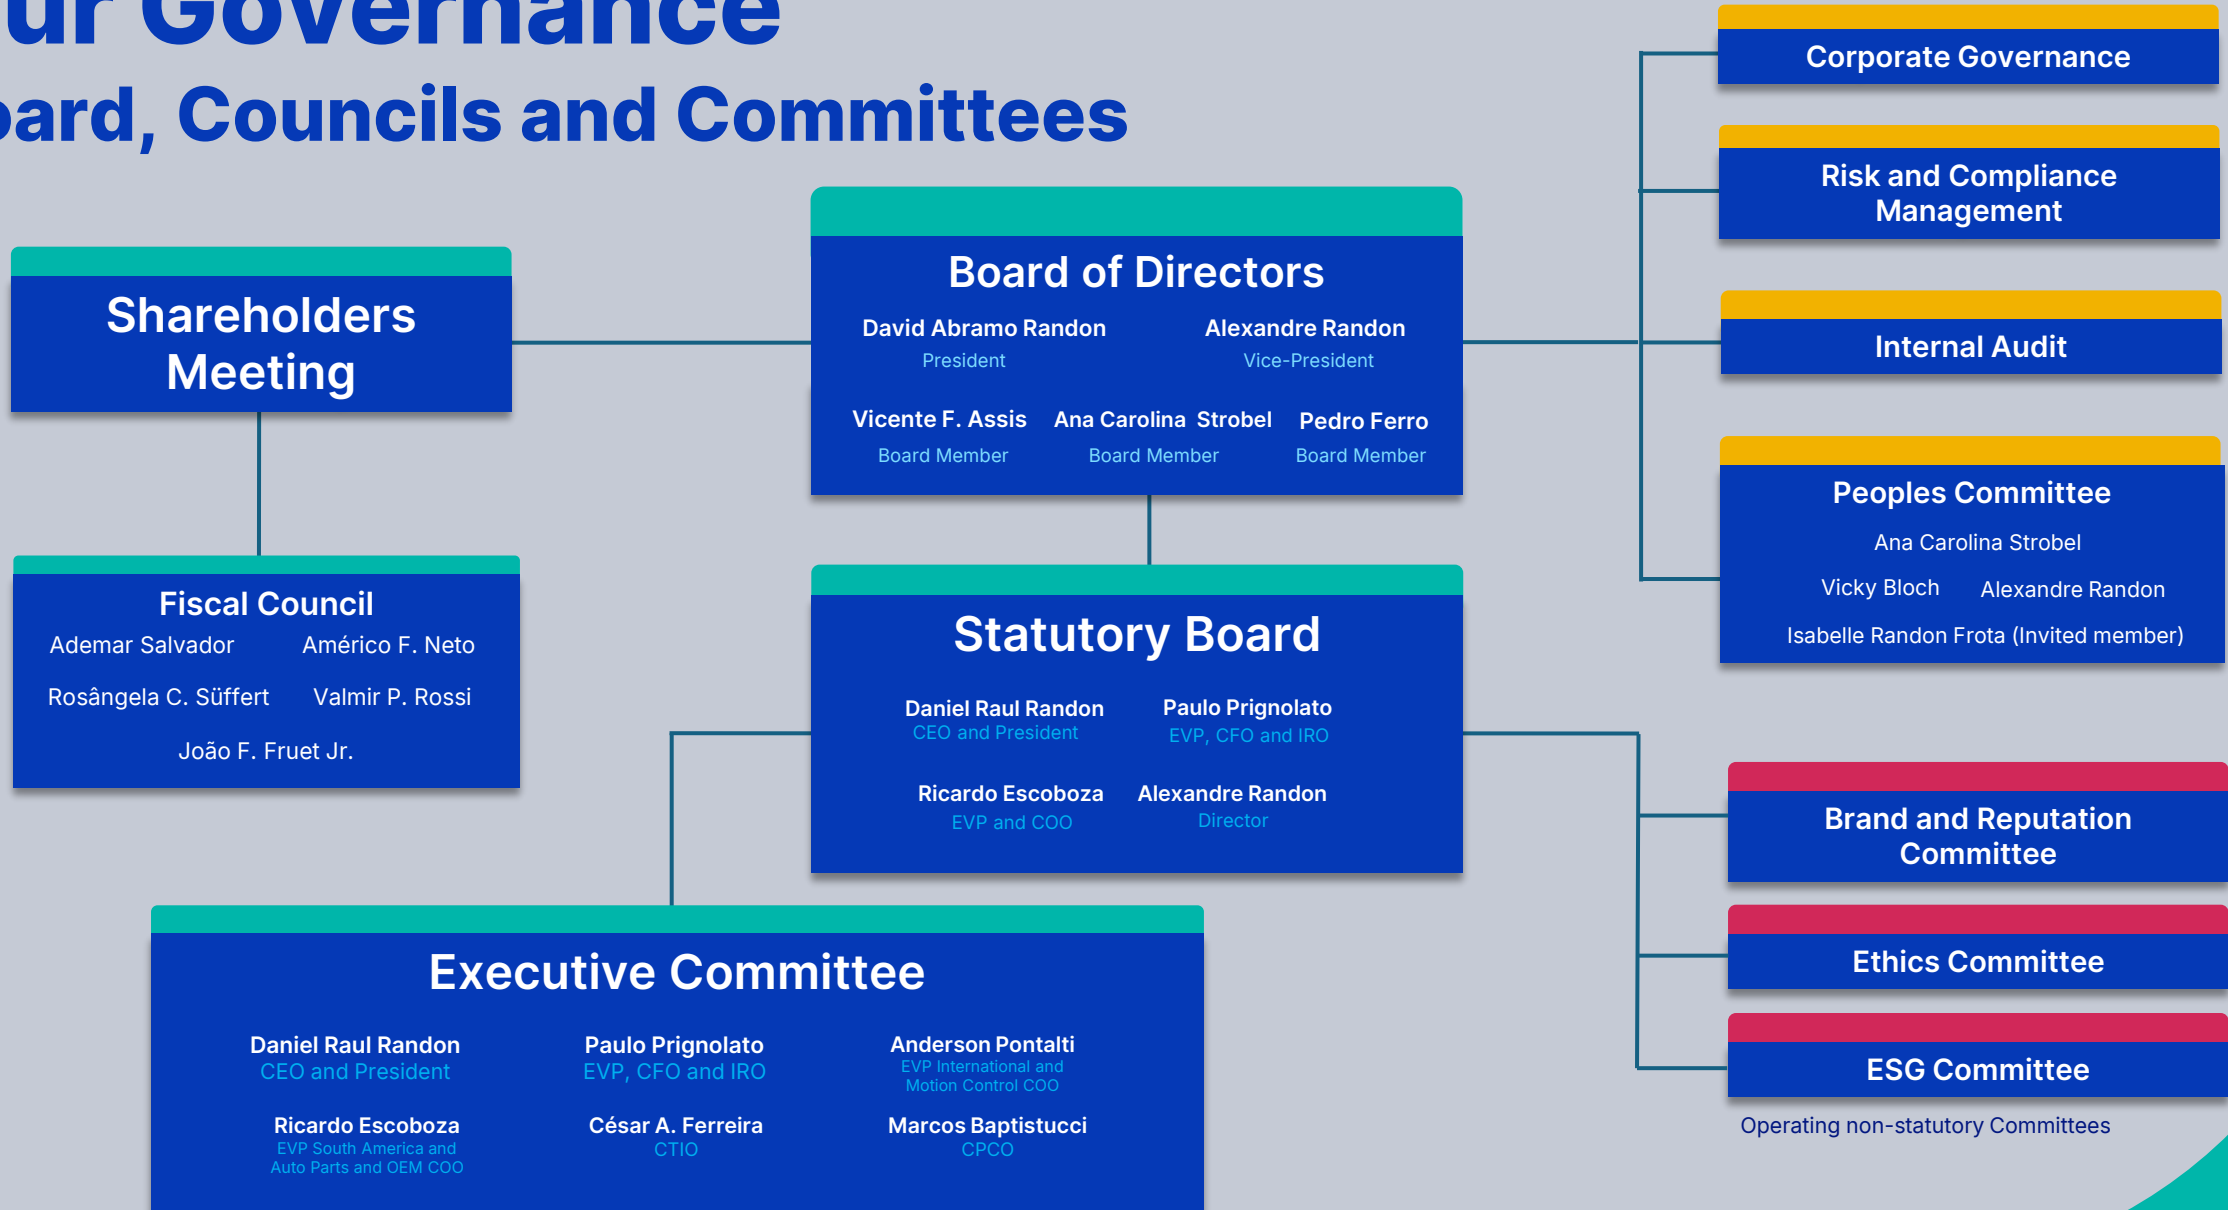 ur Governance
oard, Councils and Committees
Shareholders
Meeting
Fiscal Council
Ademar Salvador Américo F. Neto
Rosângela C. Süffert Valmir P. Rossi
João F. Fruet Jr.
Board of Directors
David Abramo Randon Alexandre Randon
President Vice-President
Vicente F. Assis Ana Carolina Strobel Pedro Ferro
Board Member Board Member Board Member
Statutory Board
Daniel Raul Randon Paulo Prignolato
CEO and President EVP, CFO and IRO
Ricardo Escoboza Alexandre Randon
EVP and COO Director
Executive Committee
Daniel Raul Randon Paulo Prignolato Anderson Pontalti
CEO and President EVP, CFO and IRO EVP International and
Motion Control COO
Ricardo Escoboza César A. Ferreira Marcos Baptistucci
EVP South America and CTIO CPCO
Auto Parts and OEM COO
Corporate Governance
Risk and Compliance
Management
Internal Audit
Peoples Committee
Ana Carolina Strobel
Vicky Bloch Alexandre Randon
Isabelle Randon Frota (Invited member)
Brand and Reputation
Committee
Ethics Committee
ESG Committee
Operating non-statutory Committees